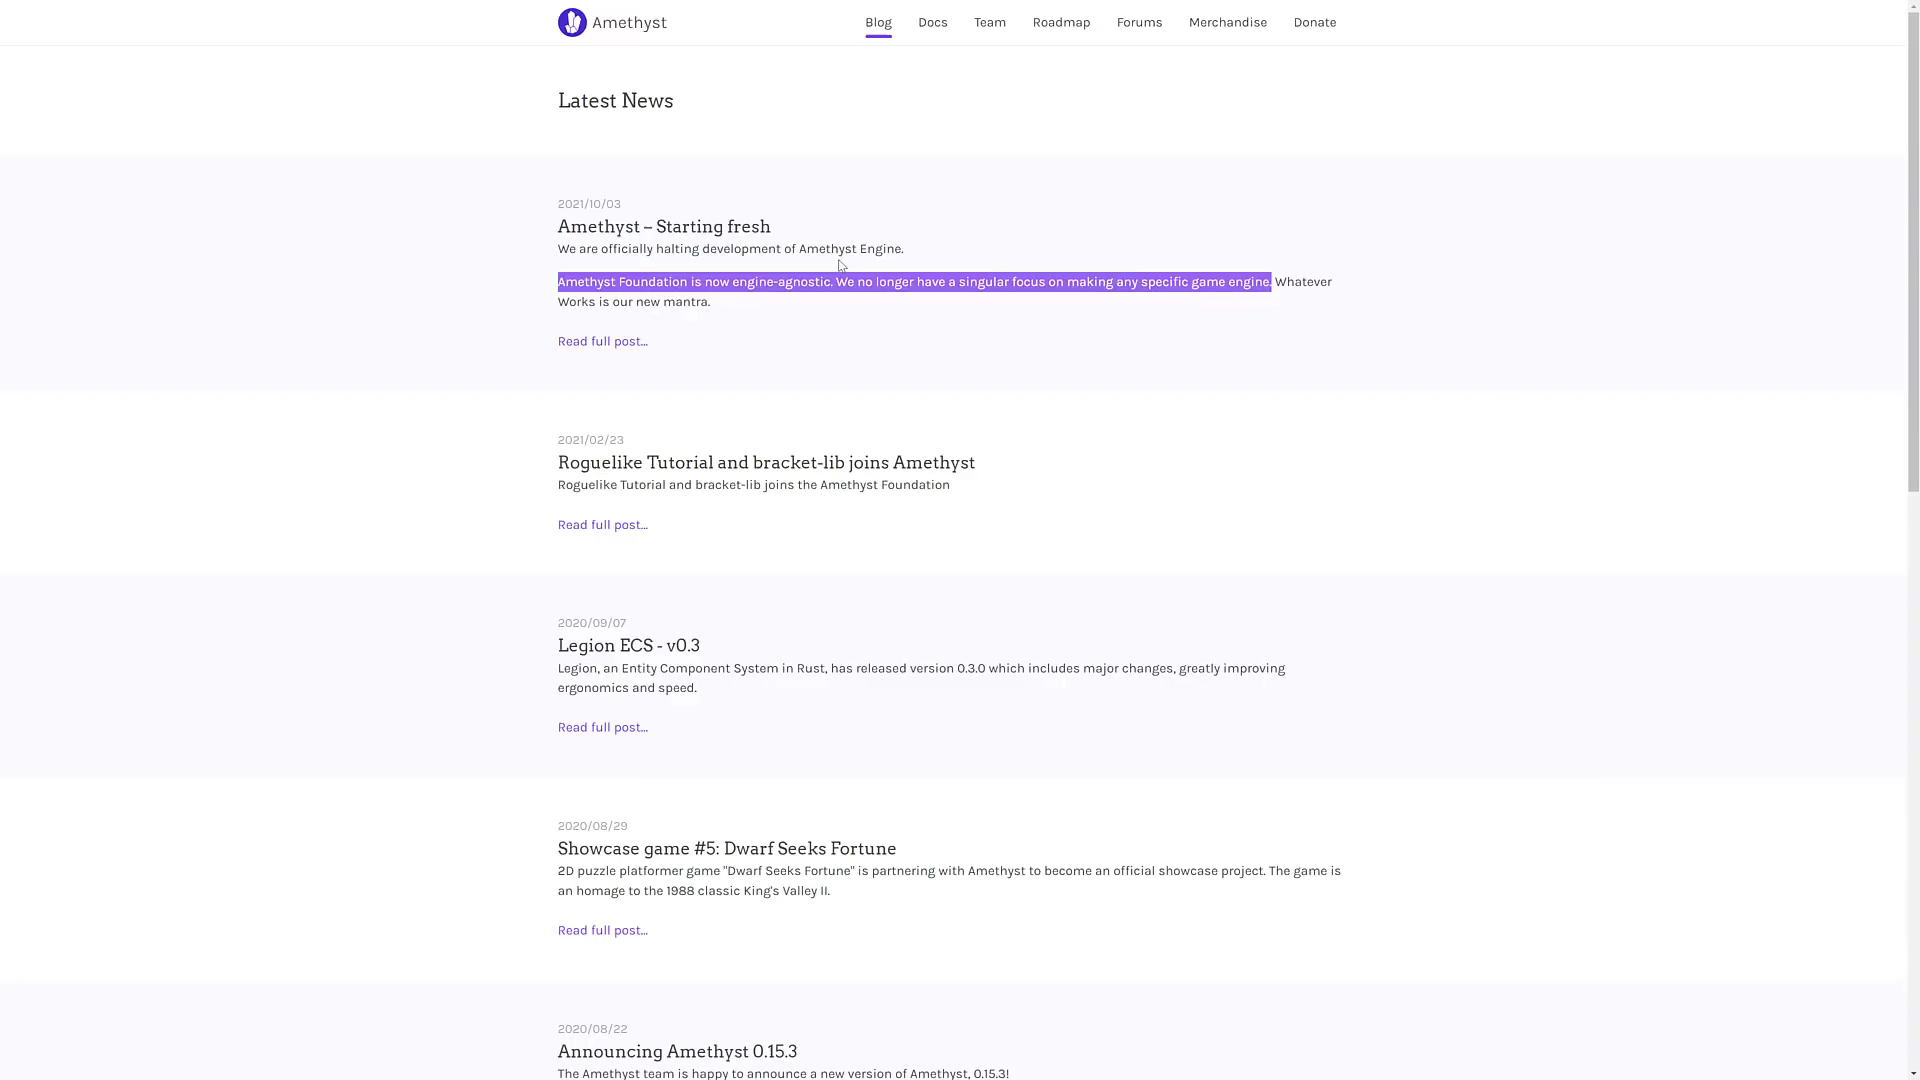 Amethyst
Blog Docs Team Roadmap Forums Merchandise Donate
Latest News
2021/10/03
Amethyst – Starting fresh
We are officially halting development of Amethyst Engine.
Amethyst Foundation is now engine-agnostic. We no longer have a singular focus on making any specific game engine. Whatever
Works is our new mantra.
Read full post...
2021/02/23
Roguelike Tutorial and bracket-lib joins Amethyst
Roguelike Tutorial and bracket-lib joins the Amethyst Foundation
Read full post...
2020/09/07
Legion ECS - v0.3
Legion, an Entity Component System in Rust, has released version 0.3.0 which includes major changes, greatly improving
ergonomics and speed.
Read full post...
2020/08/29
Showcase game #5: Dwarf Seeks Fortune
2D puzzle platformer game "Dwarf Seeks Fortune" is partnering with Amethyst to become an official showcase project. The game is
an homage to the 1988 classic King's Valley II.
Read full post...
2020/08/22
Announcing Amethyst 0.15.3
The Amethyst team is happy to announce a new version of Amethyst, 0.15.3!